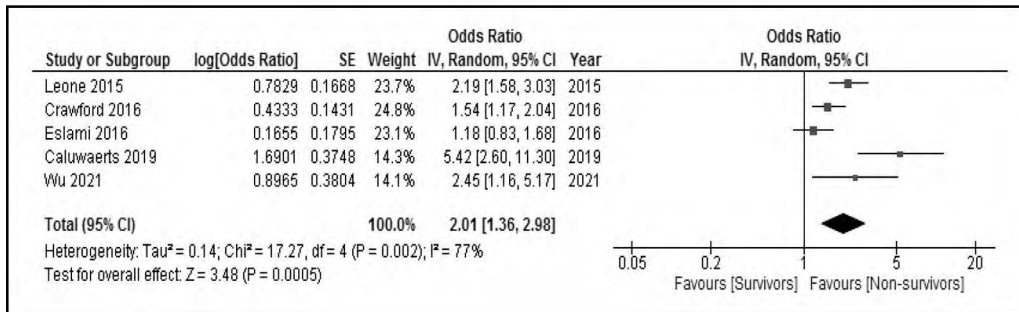 Odds Ratio Odds Ratio
Study or Subgroup log[Odds Ratio] SE Weight IV, Random, 95% CI Year IV, Random, 95% CI
Leone 2015 0.7829 0.1668 23.7% 2.19 [1.58, 3.03] 2015
Crawford 2016 0.4333 0.1431 24.8% 1.54 [1.17, 2.04] 2016
Eslami 2016 0.1655 0.1795 23.1% 1.18 [0.83, 1.68] 2016
Caluwaerts 2019 1.6901 0.3748 14.3% 5.42 [2.60, 11.30] 2019
Wu 2021 0.8965 0.3804 14.1% 2.45 [1.16, 5.17] 2021
Total (95% CI) 100.0% 2.01 [1.36, 2.98]
Heterogeneity: Tau² = 0.14; Chi² = 17.27, df = 4 (P = 0.002); I² = 77%
Test for overall effect: Z = 3.48 (P = 0.0005)
0.05 0.2 1 5 20
Favours [Survivors] Favours [Non-survivors]